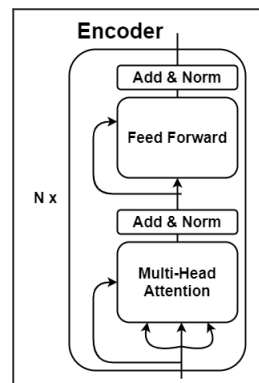 Encoder
Add & Norm
Feed Forward
N x
Add & Norm
Multi-Head
Attention